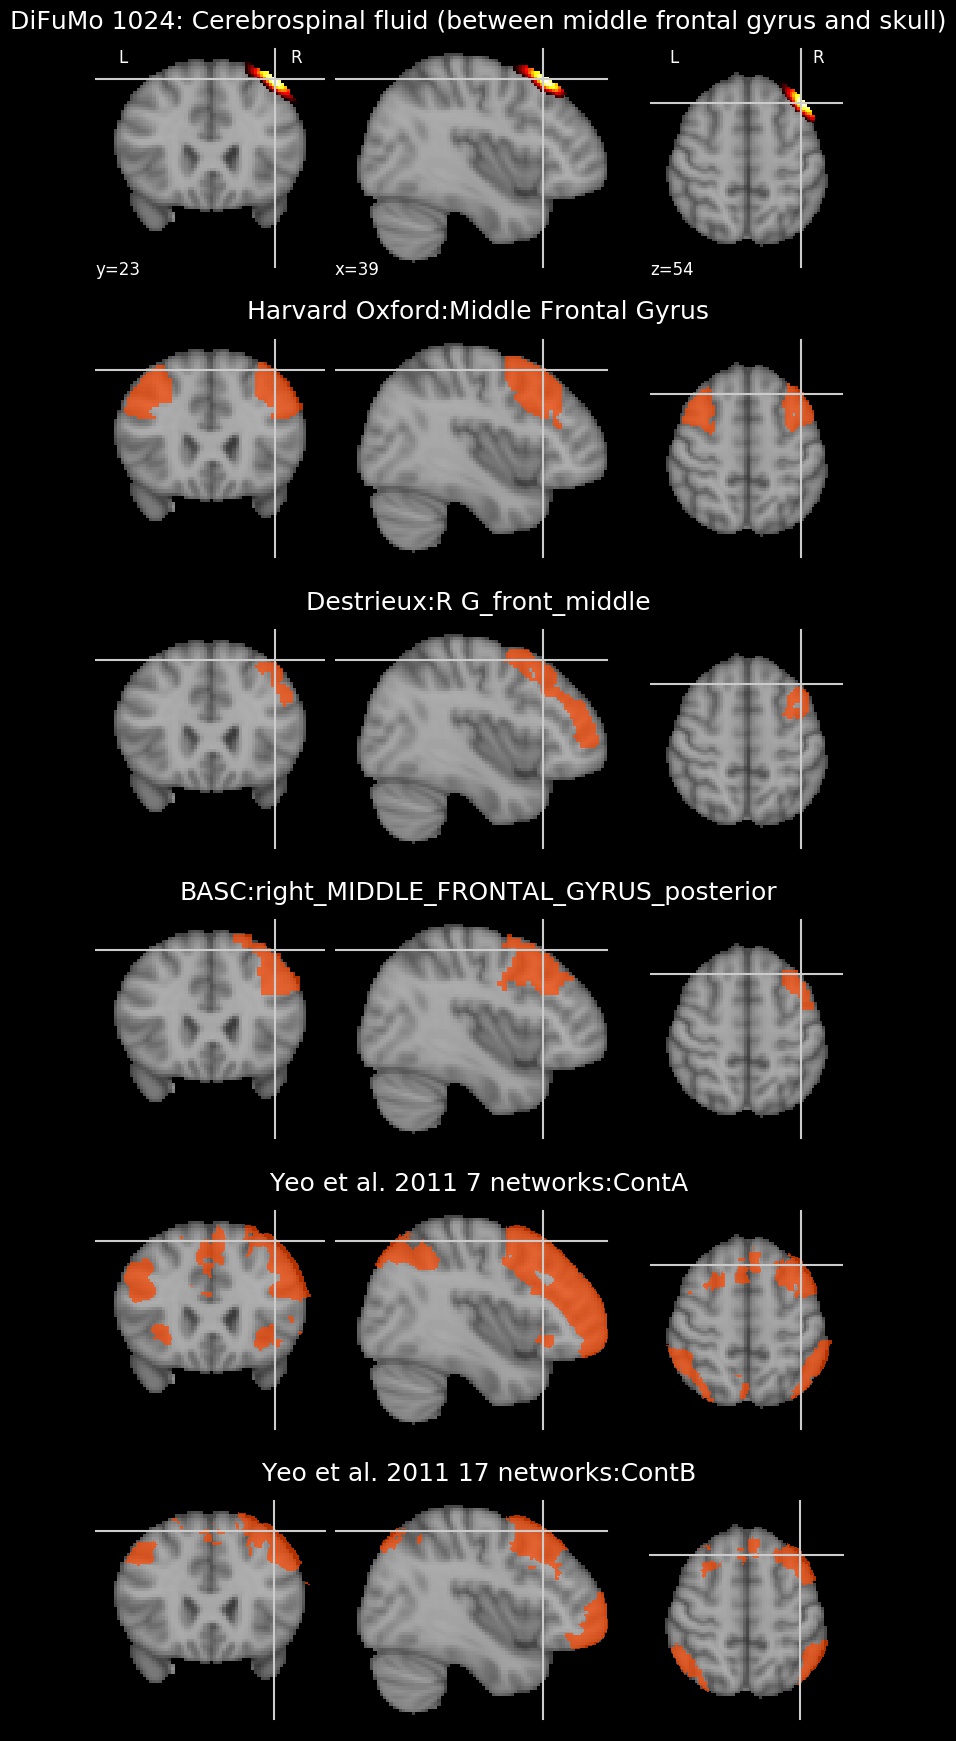 DiFuMo 1024: Cerebrospinal fluid (between middle frontal gyrus and skull)
L R L R
y=23 x=39 z=54
Harvard Oxford:Middle Frontal Gyrus
Destrieux:R G_front_middle
BASC:right_MIDDLE_FRONTAL_GYRUS_posterior
Yeo et al. 2011 7 networks:ContA
Yeo et al. 2011 17 networks:ContB